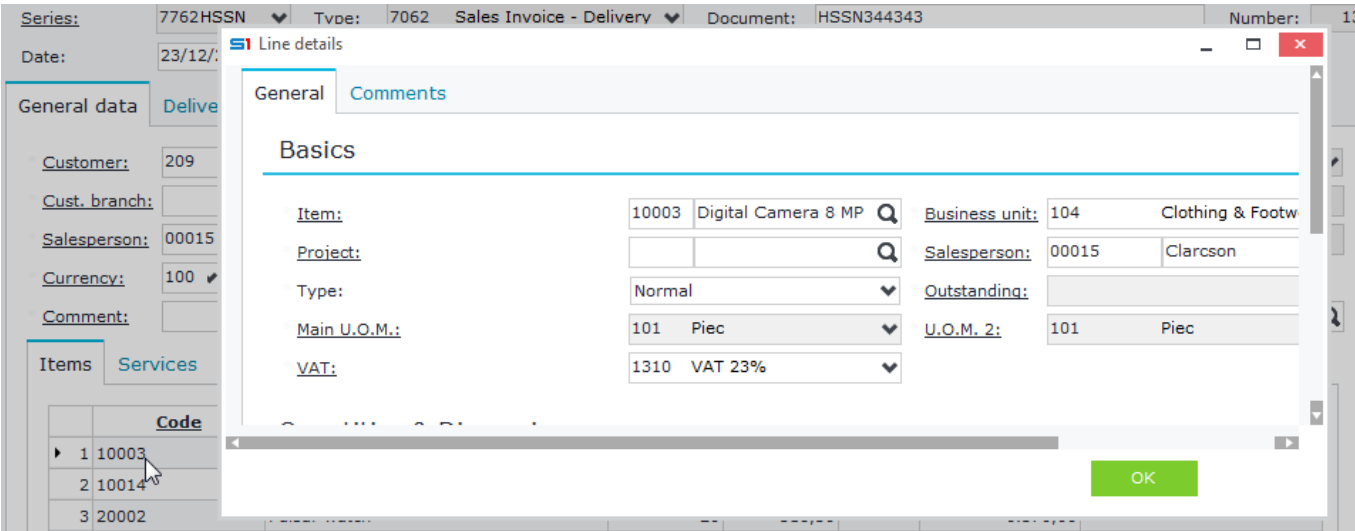 Series: 7762HSSN Type: 7062 Sales Invoice - Delivery Document: HSSN344343 Number:
Date: 23/12/
S1 Line details
General data Delive
General Comments
Basics
Customer: 209
Cust. branch:
Salesperson: 00015
Currency: 100
Comment:
Item: 10003 Digital Camera 8 MP Business unit: 104 Clothing & Footw
Project: Salesperson: 00015 Clarcson
Type: Normal Outstanding:
Main U.O.M.: 101 Piec U.O.M. 2: 101 Piec
VAT: 1310 VAT 23%
Items Services
Code
1 10003
2 10014
3 20002
OK